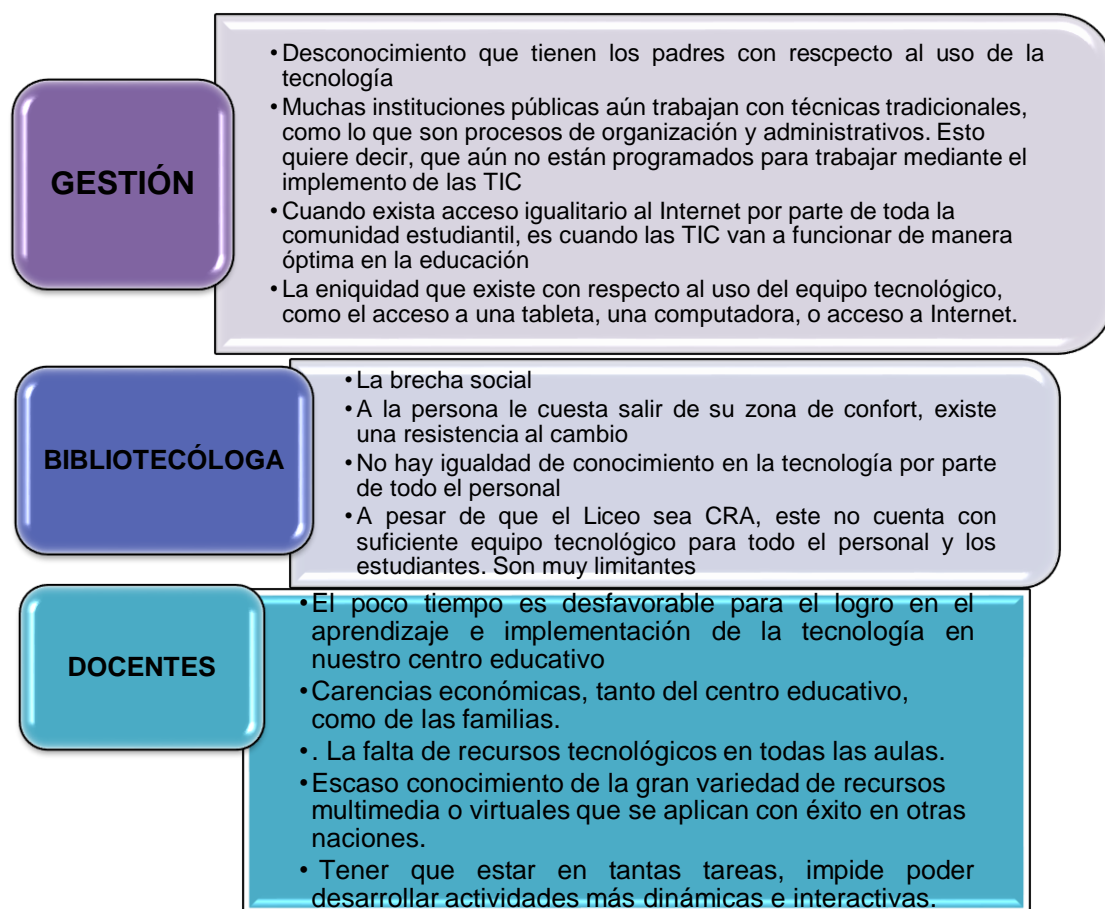 GESTIÓN
•Desconocimiento que tienen los padres con rescpecto al uso de la
tecnología
•Muchas instituciones públicas aún trabajan con técnicas tradicionales,
como lo que son procesos de organización y administrativos. Esto
quiere decir, que aún no están programados para trabajar mediante el
implemento de las TIC
•Cuando exista acceso igualitario al Internet por parte de toda la
comunidad estudiantil, es cuando las TIC van a funcionar de manera
óptima en la educación
•La eniquidad que existe con respecto al uso del equipo tecnológico,
como el acceso a una tableta, una computadora, o acceso a Internet.
BIBLIOTECÓLOGA
•La brecha social
•A la persona le cuesta salir de su zona de confort, existe
una resistencia al cambio
•No hay igualdad de conocimiento en la tecnología por parte
de todo el personal
•A pesar de que el Liceo sea CRA, este no cuenta con
suficiente equipo tecnológico para todo el personal y los
estudiantes. Son muy limitantes
DOCENTES
•El poco tiempo es desfavorable para el logro en el
aprendizaje e implementación de la tecnología en
nuestro centro educativo
•Carencias económicas, tanto del centro educativo,
como de las familias.
•. La falta de recursos tecnológicos en todas las aulas.
•Escaso conocimiento de la gran variedad de recursos
multimedia o virtuales que se aplican con éxito en otras
naciones.
• Tener que estar en tantas tareas, impide poder
desarrollar actividades más dinámicas e interactivas.